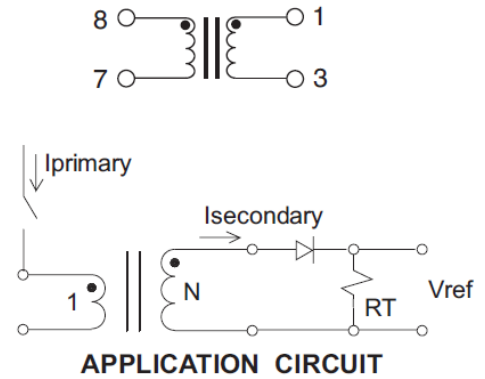 8 1
7 3
Iprimary
Isecondary
1 N RT Vref
APPLICATION CIRCUIT